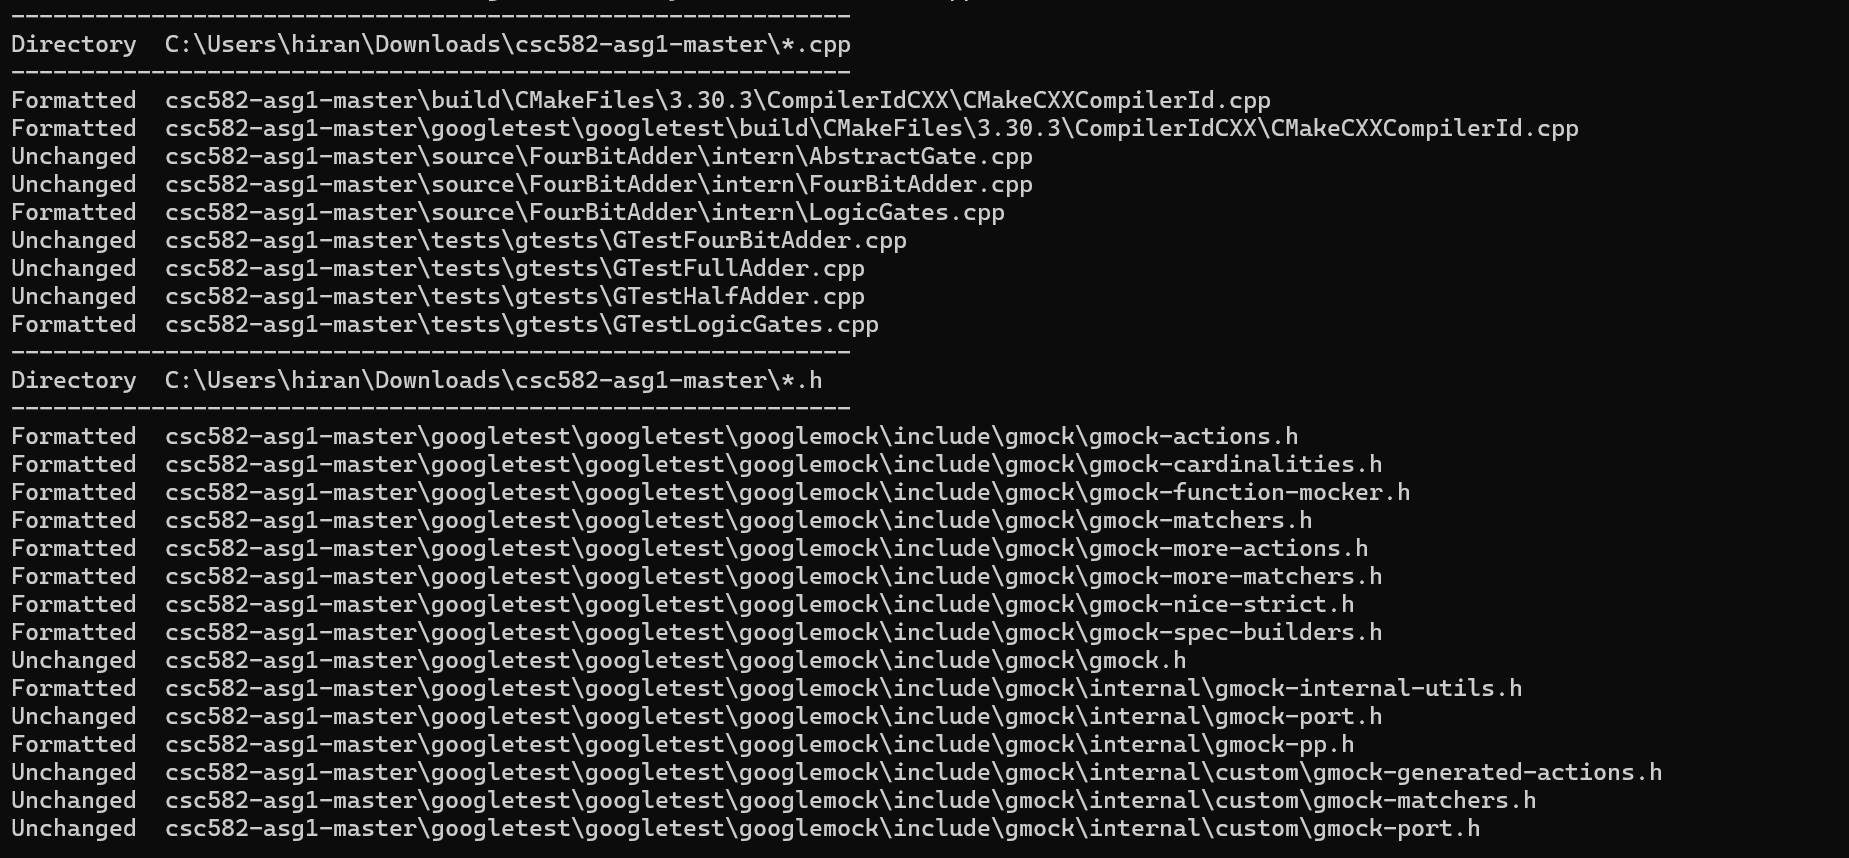 ------------------------------------------------------------
Directory  C:\Users\hiran\Downloads\csc582-asg1-master\*.cpp
------------------------------------------------------------
Formatted  csc582-asg1-master\build\CMakeFiles\3.30.3\CompilerIdCXX\CMakeCXXCompilerId.cpp
Formatted  csc582-asg1-master\googletest\googletest\build\CMakeFiles\3.30.3\CompilerIdCXX\CMakeCXXCompilerId.cpp
Unchanged  csc582-asg1-master\source\FourBitAdder\intern\AbstractGate.cpp
Unchanged  csc582-asg1-master\source\FourBitAdder\intern\FourBitAdder.cpp
Formatted  csc582-asg1-master\source\FourBitAdder\intern\LogicGates.cpp
Unchanged  csc582-asg1-master\tests\gtests\GTestFourBitAdder.cpp
Unchanged  csc582-asg1-master\tests\gtests\GTestFullAdder.cpp
Unchanged  csc582-asg1-master\tests\gtests\GTestHalfAdder.cpp
Formatted  csc582-asg1-master\tests\gtests\GTestLogicGates.cpp
------------------------------------------------------------
Directory  C:\Users\hiran\Downloads\csc582-asg1-master\*.h
------------------------------------------------------------
Formatted  csc582-asg1-master\googletest\googletest\googlemock\include\gmock\gmock-actions.h
Formatted  csc582-asg1-master\googletest\googletest\googlemock\include\gmock\gmock-cardinalities.h
Formatted  csc582-asg1-master\googletest\googletest\googlemock\include\gmock\gmock-function-mocker.h
Formatted  csc582-asg1-master\googletest\googletest\googlemock\include\gmock\gmock-matchers.h
Formatted  csc582-asg1-master\googletest\googletest\googlemock\include\gmock\gmock-more-actions.h
Formatted  csc582-asg1-master\googletest\googletest\googlemock\include\gmock\gmock-more-matchers.h
Formatted  csc582-asg1-master\googletest\googletest\googlemock\include\gmock\gmock-nice-strict.h
Formatted  csc582-asg1-master\googletest\googletest\googlemock\include\gmock\gmock-spec-builders.h
Unchanged  csc582-asg1-master\googletest\googletest\googlemock\include\gmock\gmock.h
Formatted  csc582-asg1-master\googletest\googletest\googlemock\include\gmock\internal\gmock-internal-utils.h
Unchanged  csc582-asg1-master\googletest\googletest\googlemock\include\gmock\internal\gmock-port.h
Formatted  csc582-asg1-master\googletest\googletest\googlemock\include\gmock\internal\gmock-pp.h
Unchanged  csc582-asg1-master\googletest\googletest\googlemock\include\gmock\internal\custom\gmock-generated-actions.h
Unchanged  csc582-asg1-master\googletest\googletest\googlemock\include\gmock\internal\custom\gmock-matchers.h
Unchanged  csc582-asg1-master\googletest\googletest\googlemock\include\gmock\internal\custom\gmock-port.h